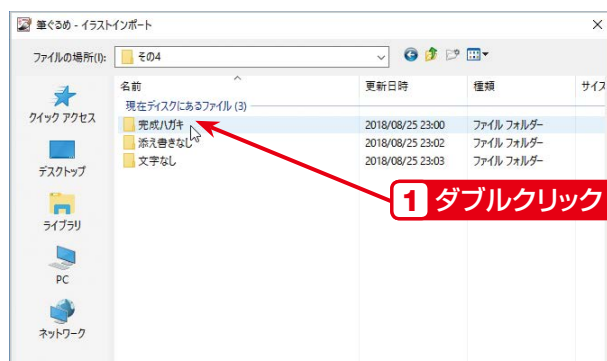 筆ぐるめ - イラストインポート
ファイルの場所(I):
その4
名前
更新日時
種類
サイズ
現在ディスクにあるファイル (3)
完成ハガキ
2018/08/25 23:00
ファイル フォルダー
添え書きなし
2018/08/25 23:02
ファイル フォルダー
文字なし
2018/08/25 23:03
ファイル フォルダー
クイック アクセス
デスクトップ
ライブラリ
PC
ネットワーク
1 ダブルクリック